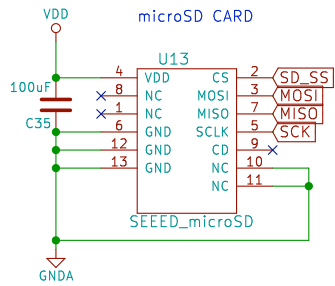 VDD
microSD CARD
U13
100uF
C35
4 VDD CS 2 SD_SS
8 NC MOSI 3 MOSI
1 NC MISO 7 MISO
6 GND SCLK 5 SCK
12 GND CD 9
13 GND NC 10
NC 11
SEEED_microSD
GNDA